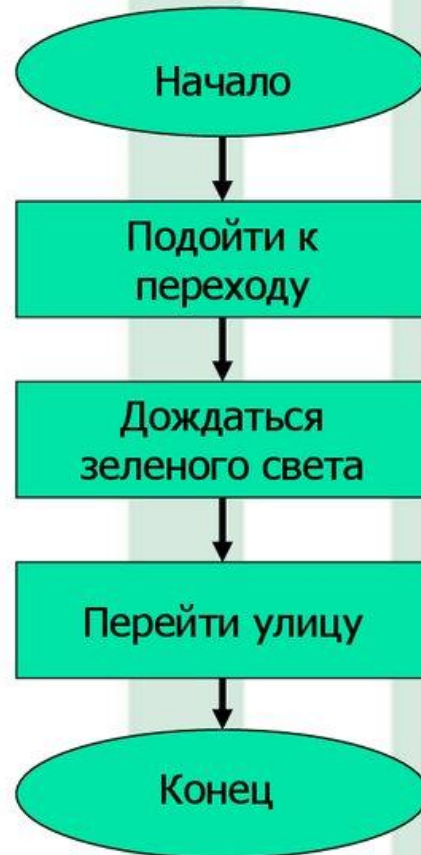 Начало
Подойти к
переходу
Дождаться
зеленого света
Перейти улицу
Конец